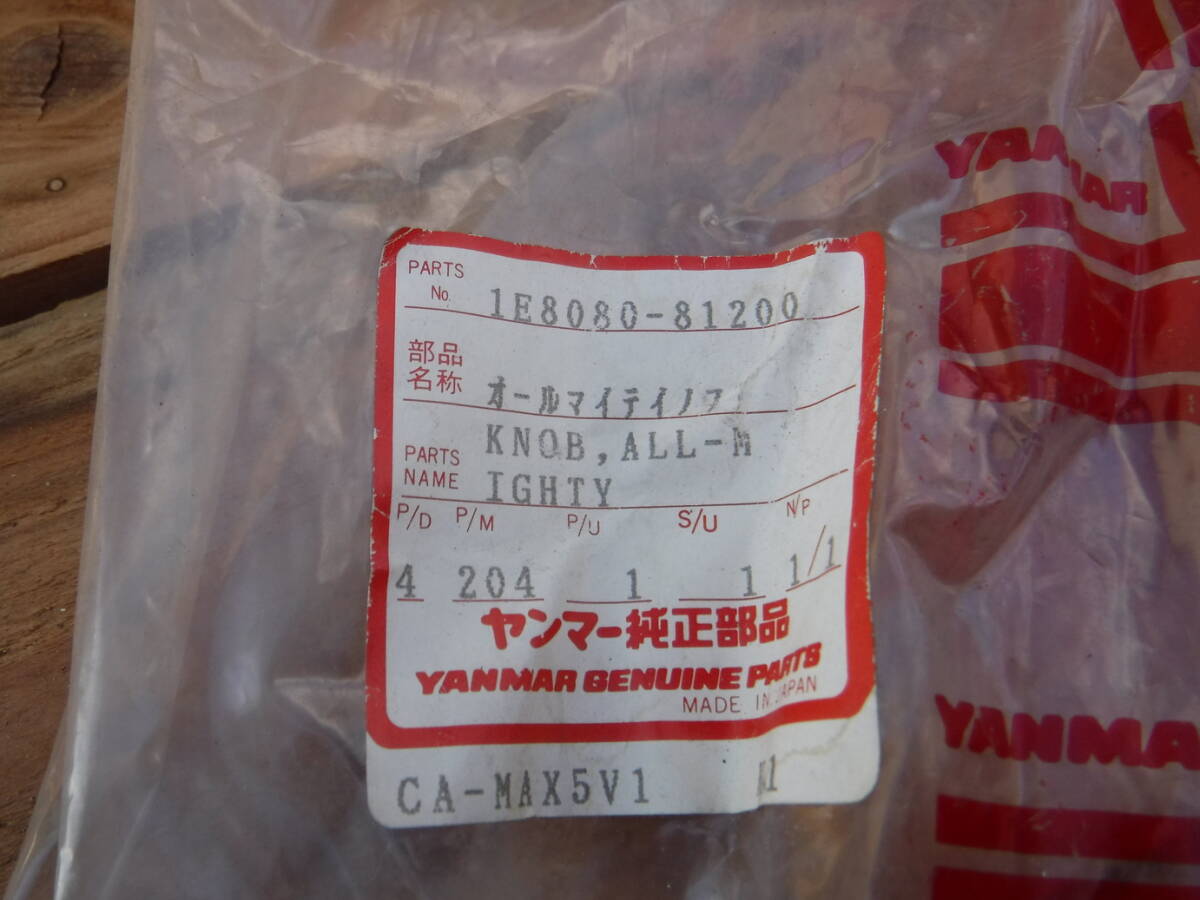 PARTS
No. 1E8080-81200
部品
名称 オールマイテイノブ
KNOB, ALL-M
PARTS
NAME IGHTY
P/D P/M P/U S/U N/P
4 204 1 1 1/1
ヤンマー純正部品
YANMAR GENUINE PARTS
MADE IN JAPAN
CA-MAX5V1
YANMAR
YANMA